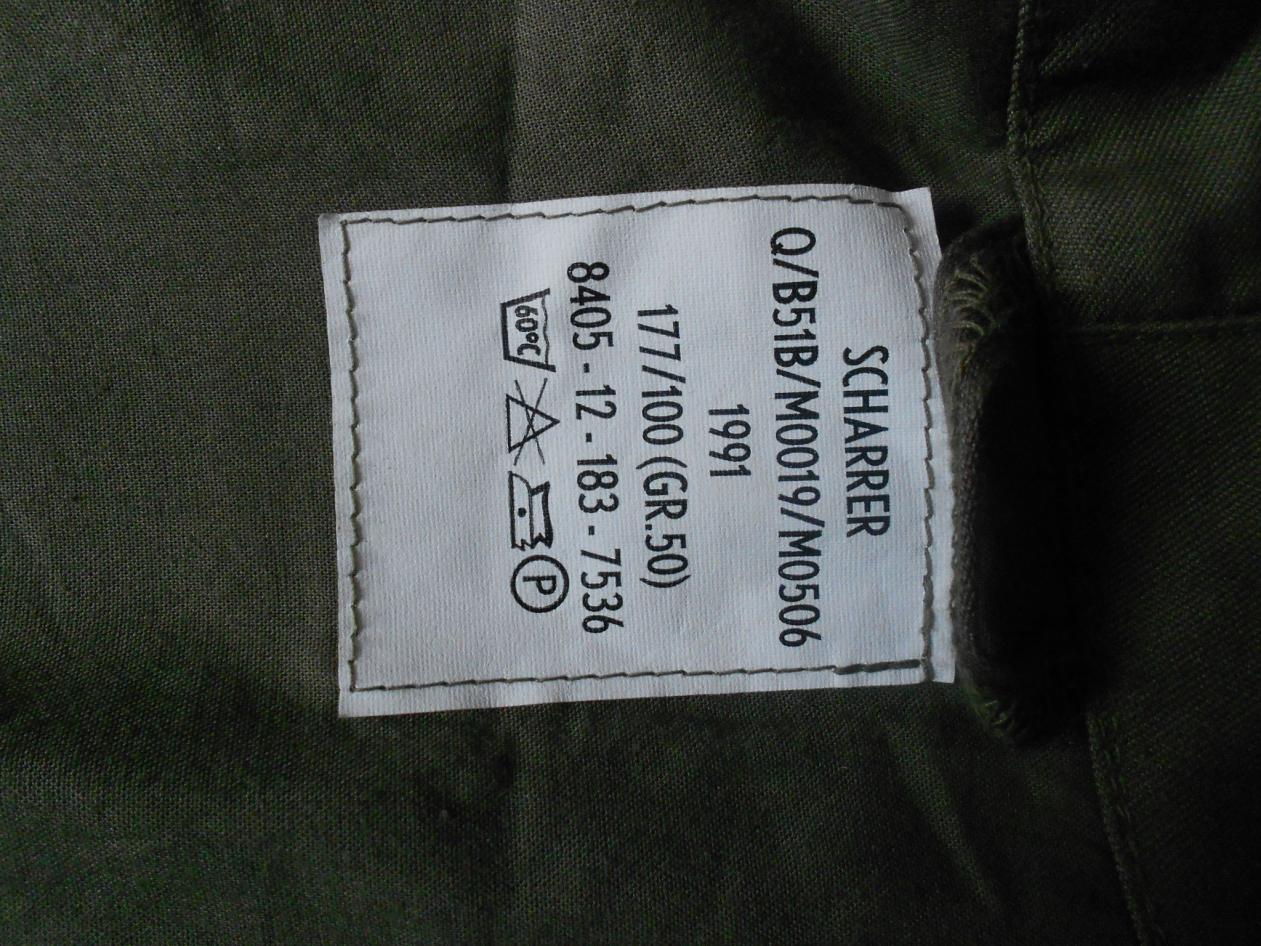 SCHARRER
Q/B51B/M0019/M0506
1991
177/100 (GR.50)
8405 - 12 - 183 - 7536
60°C P